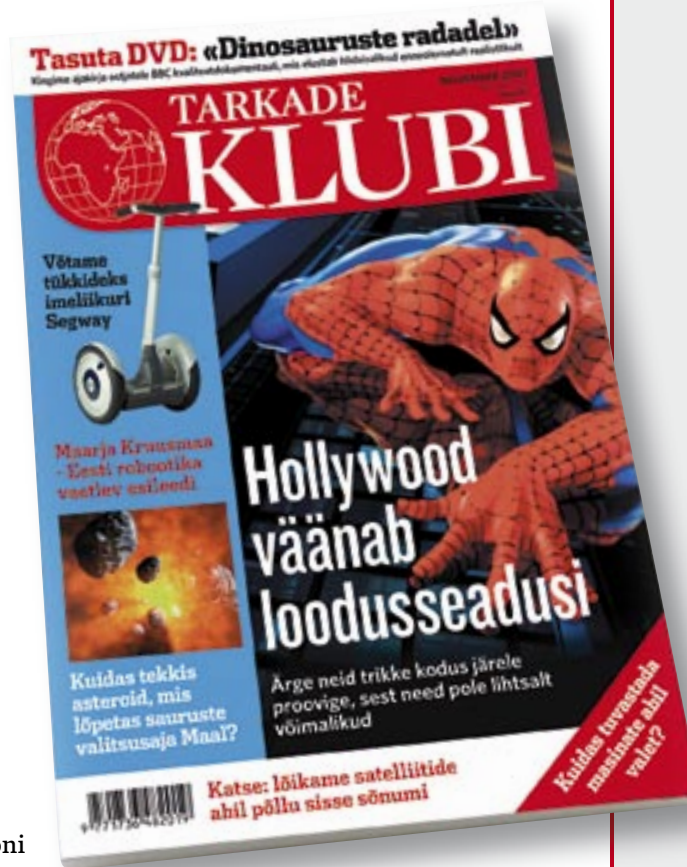 Tasuta DVD: «Dinosauruste radadel»
TARKADE
KLUBI
Võtame
tükkideks
imeliikuri
Segway
Maarja Kruusmaa
- Eesti robootika
esileedi
Hollywood
väänab
loodusseadusi
Ärge neid trikke kodus järele
proovige, sest need pole lihtsalt
võimalikud
Kuidas tekkis
asteroid, mis
lõpetas sauruste
valitsusaja Maal?
Kuidas tuvastada
masinate abil
valet?
Katse: lõikame satelliitide
abil põllu sisse sõnumi
oni